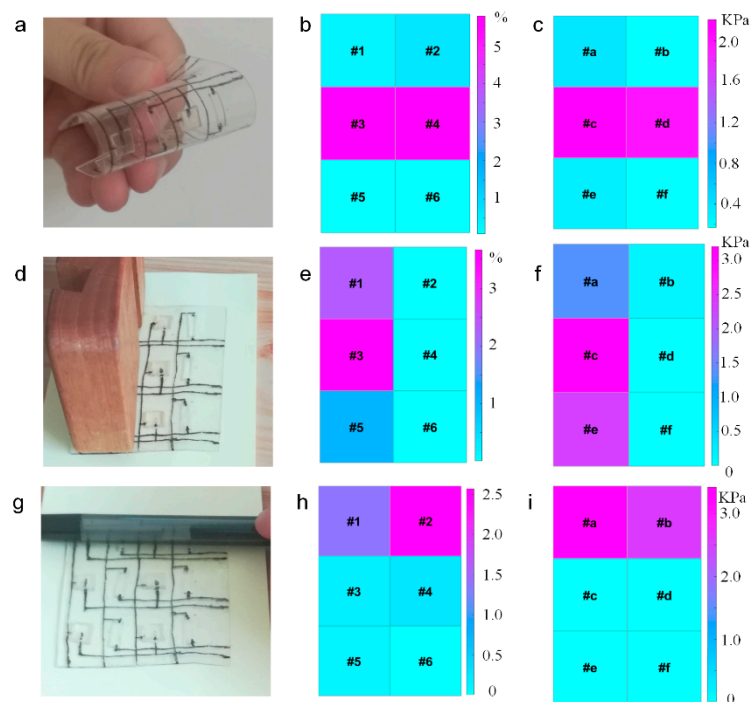 a
b
#1 #2
#3 #4
#5 #6
%
5
4
3
2
1
c
#a #b
#c #d
#e #f
KPa
2.0
1.6
1.2
0.8
0.4
d
e
#1 #2
#3 #4
#5 #6
%
3
2
1
f
#a #b
#c #d
#e #f
KPa
3.0
2.5
2.0
1.5
1.0
0.5
0
g
h
#1 #2
#3 #4
#5 #6
2.5
2.0
1.5
1.0
0.5
0
i
#a #b
#c #d
#e #f
KPa
3.0
2.0
1.0
0